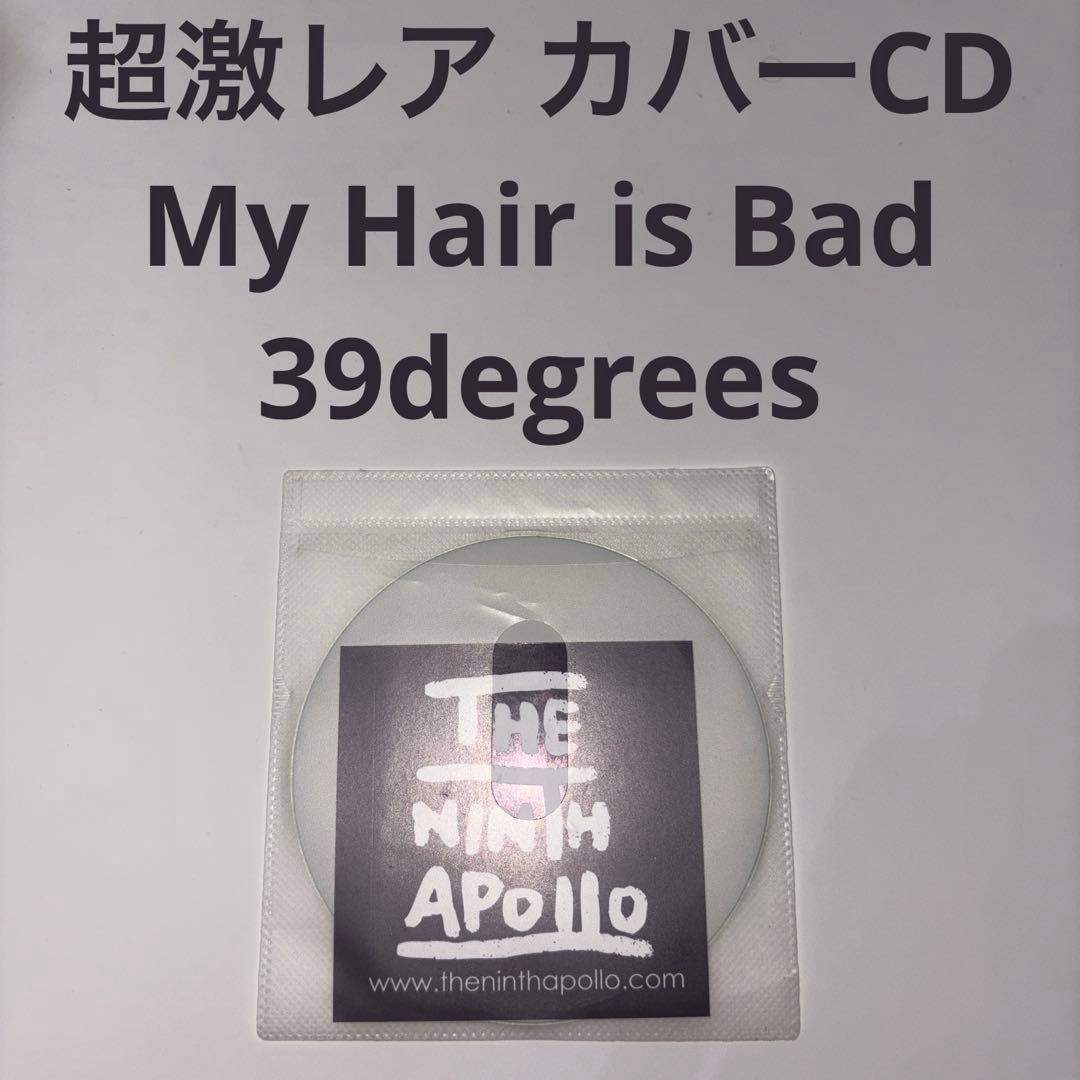 超激レア カバーCD
My Hair is Bad
39degrees
THE
NINTH
APOLLO
www.theninthapollo.com